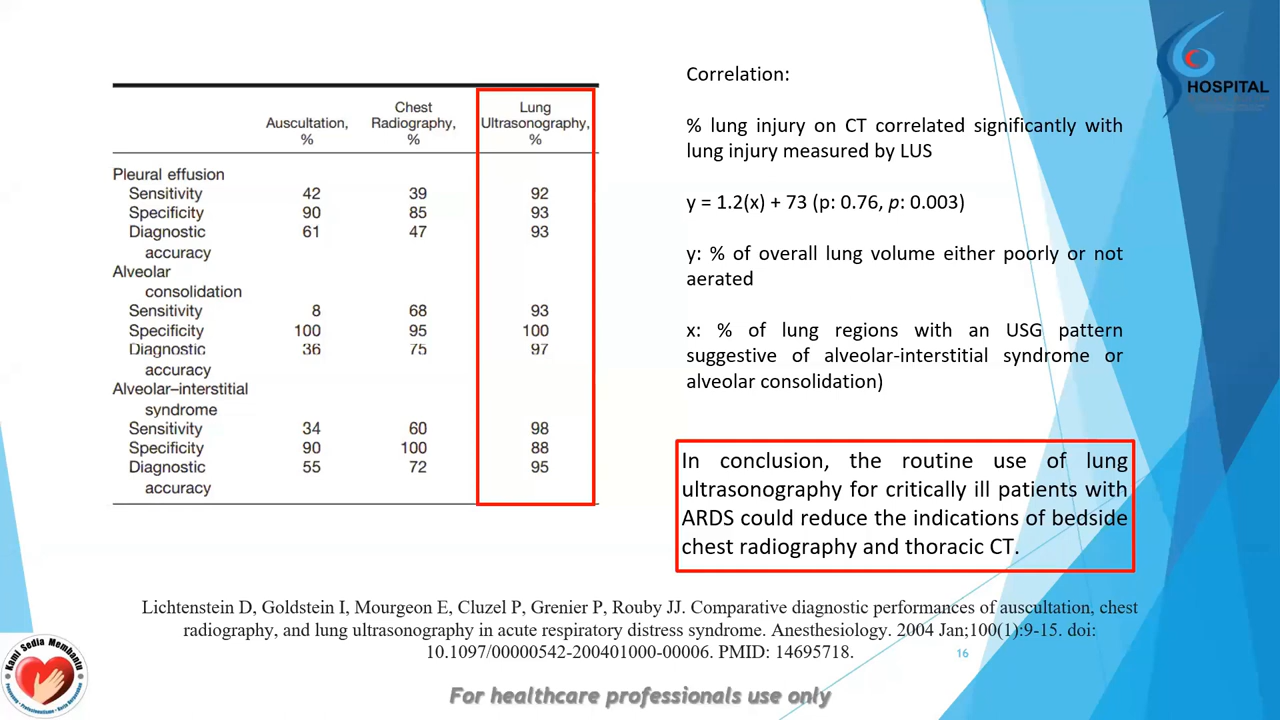 HOSPITAL
Auscultation, % Chest Radiography, % Lung Ultrasonography, %
Pleural effusion
Sensitivity 42 39 92
Specificity 90 85 93
Diagnostic 61 47 93
accuracy
Alveolar
consolidation
Sensitivity 8 68 93
Specificity 100 95 100
Diagnostic 36 75 97
accuracy
Alveolar–interstitial
syndrome
Sensitivity 34 60 98
Specificity 90 100 88
Diagnostic 55 72 95
accuracy
Correlation:
% lung injury on CT correlated significantly with
lung injury measured by LUS
y = 1.2(x) + 73 (p: 0.76, p: 0.003)
y: % of overall lung volume either poorly or not
aerated
x: % of lung regions with an USG pattern
suggestive of alveolar-interstitial syndrome or
alveolar consolidation)
In conclusion, the routine use of lung
ultrasonography for critically ill patients with
ARDS could reduce the indications of bedside
chest radiography and thoracic CT.
Lichtenstein D, Goldstein I, Mourgeon E, Cluzel P, Grenier P, Rouby JJ. Comparative diagnostic performances of auscultation, chest
radiography, and lung ultrasonography in acute respiratory distress syndrome. Anesthesiology. 2004 Jan;100(1):9-15. doi:
10.1097/00000542-200401000-00006. PMID: 14695718.
16
Kami Sedia Membantu
For healthcare professionals use only